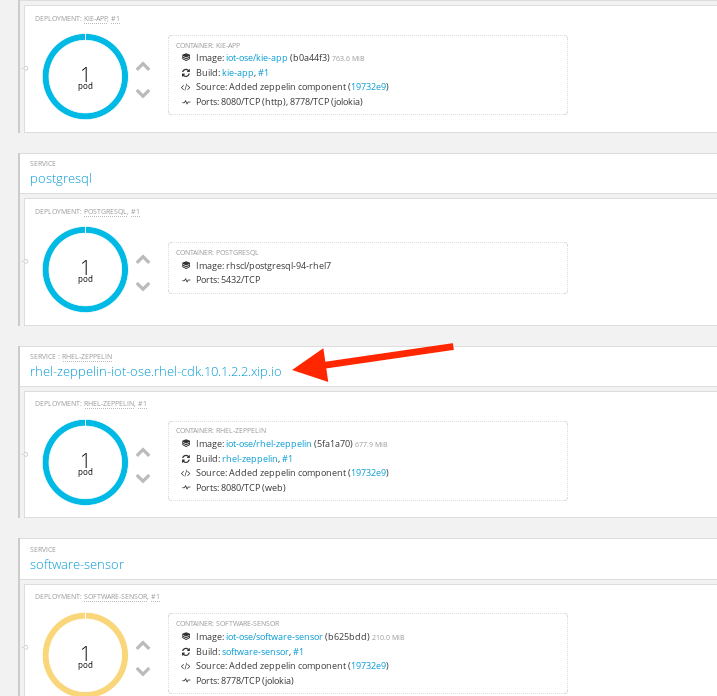 DEPLOYMENT: KIE-APP, #1
1
pod
CONTAINER: KIE-APP
Image: iot-ose/kie-app (b0a44f3) 763.6 MiB
Build: kie-app, #1
Source: Added zeppelin component (19732e9)
Ports: 8080/TCP (http), 8778/TCP (jolokia)
SERVICE
postgresql
DEPLOYMENT: POSTGRESQL, #1
1
pod
CONTAINER: POSTGRESQL
Image: rhscl/postgresql-94-rhel7
Ports: 5432/TCP
SERVICE : RHEL-ZEPPELIN
rhel-zeppelin-iot-ose.rhel-cdk.10.1.2.2.xip.io
DEPLOYMENT: RHEL-ZEPPELIN, #1
1
pod
CONTAINER: RHEL-ZEPPELIN
Image: iot-ose/rhel-zeppelin (5fa1a70) 677.9 MiB
Build: rhel-zeppelin, #1
Source: Added zeppelin component (19732e9)
Ports: 8080/TCP (web)
SERVICE
software-sensor
DEPLOYMENT: SOFTWARE-SENSOR, #1
1
pod
CONTAINER: SOFTWARE-SENSOR
Image: iot-ose/software-sensor (b625bdd) 210.0 MiB
Build: software-sensor, #1
Source: Added zeppelin component (19732e9)
Ports: 8778/TCP (jolokia)